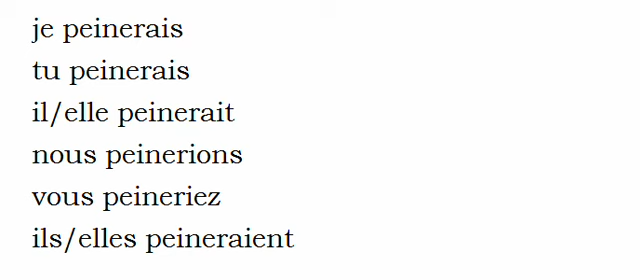 je peinerais
tu peinerais
il/elle peinerait
nous peinerions
vous peineriez
ils/elles peineraient